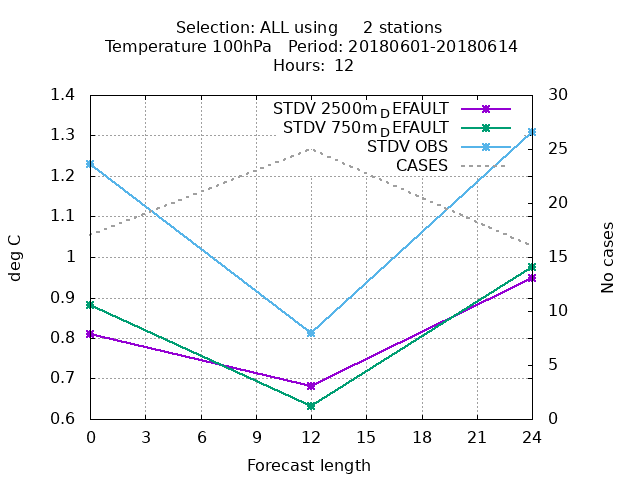 Selection: ALL using     2 stations
Temperature 100hPa   Period: 20180601-20180614
Hours: 12
STDV 2500m_DEFAULT
STDV 750m_DEFAULT
STDV OBS
CASES
1.4
1.3
1.2
1.1
1
0.9
0.8
0.7
0.6
deg C
30
25
20
15
10
5
0
No cases
0 3 6 9 12 15 18 21 24
Forecast length